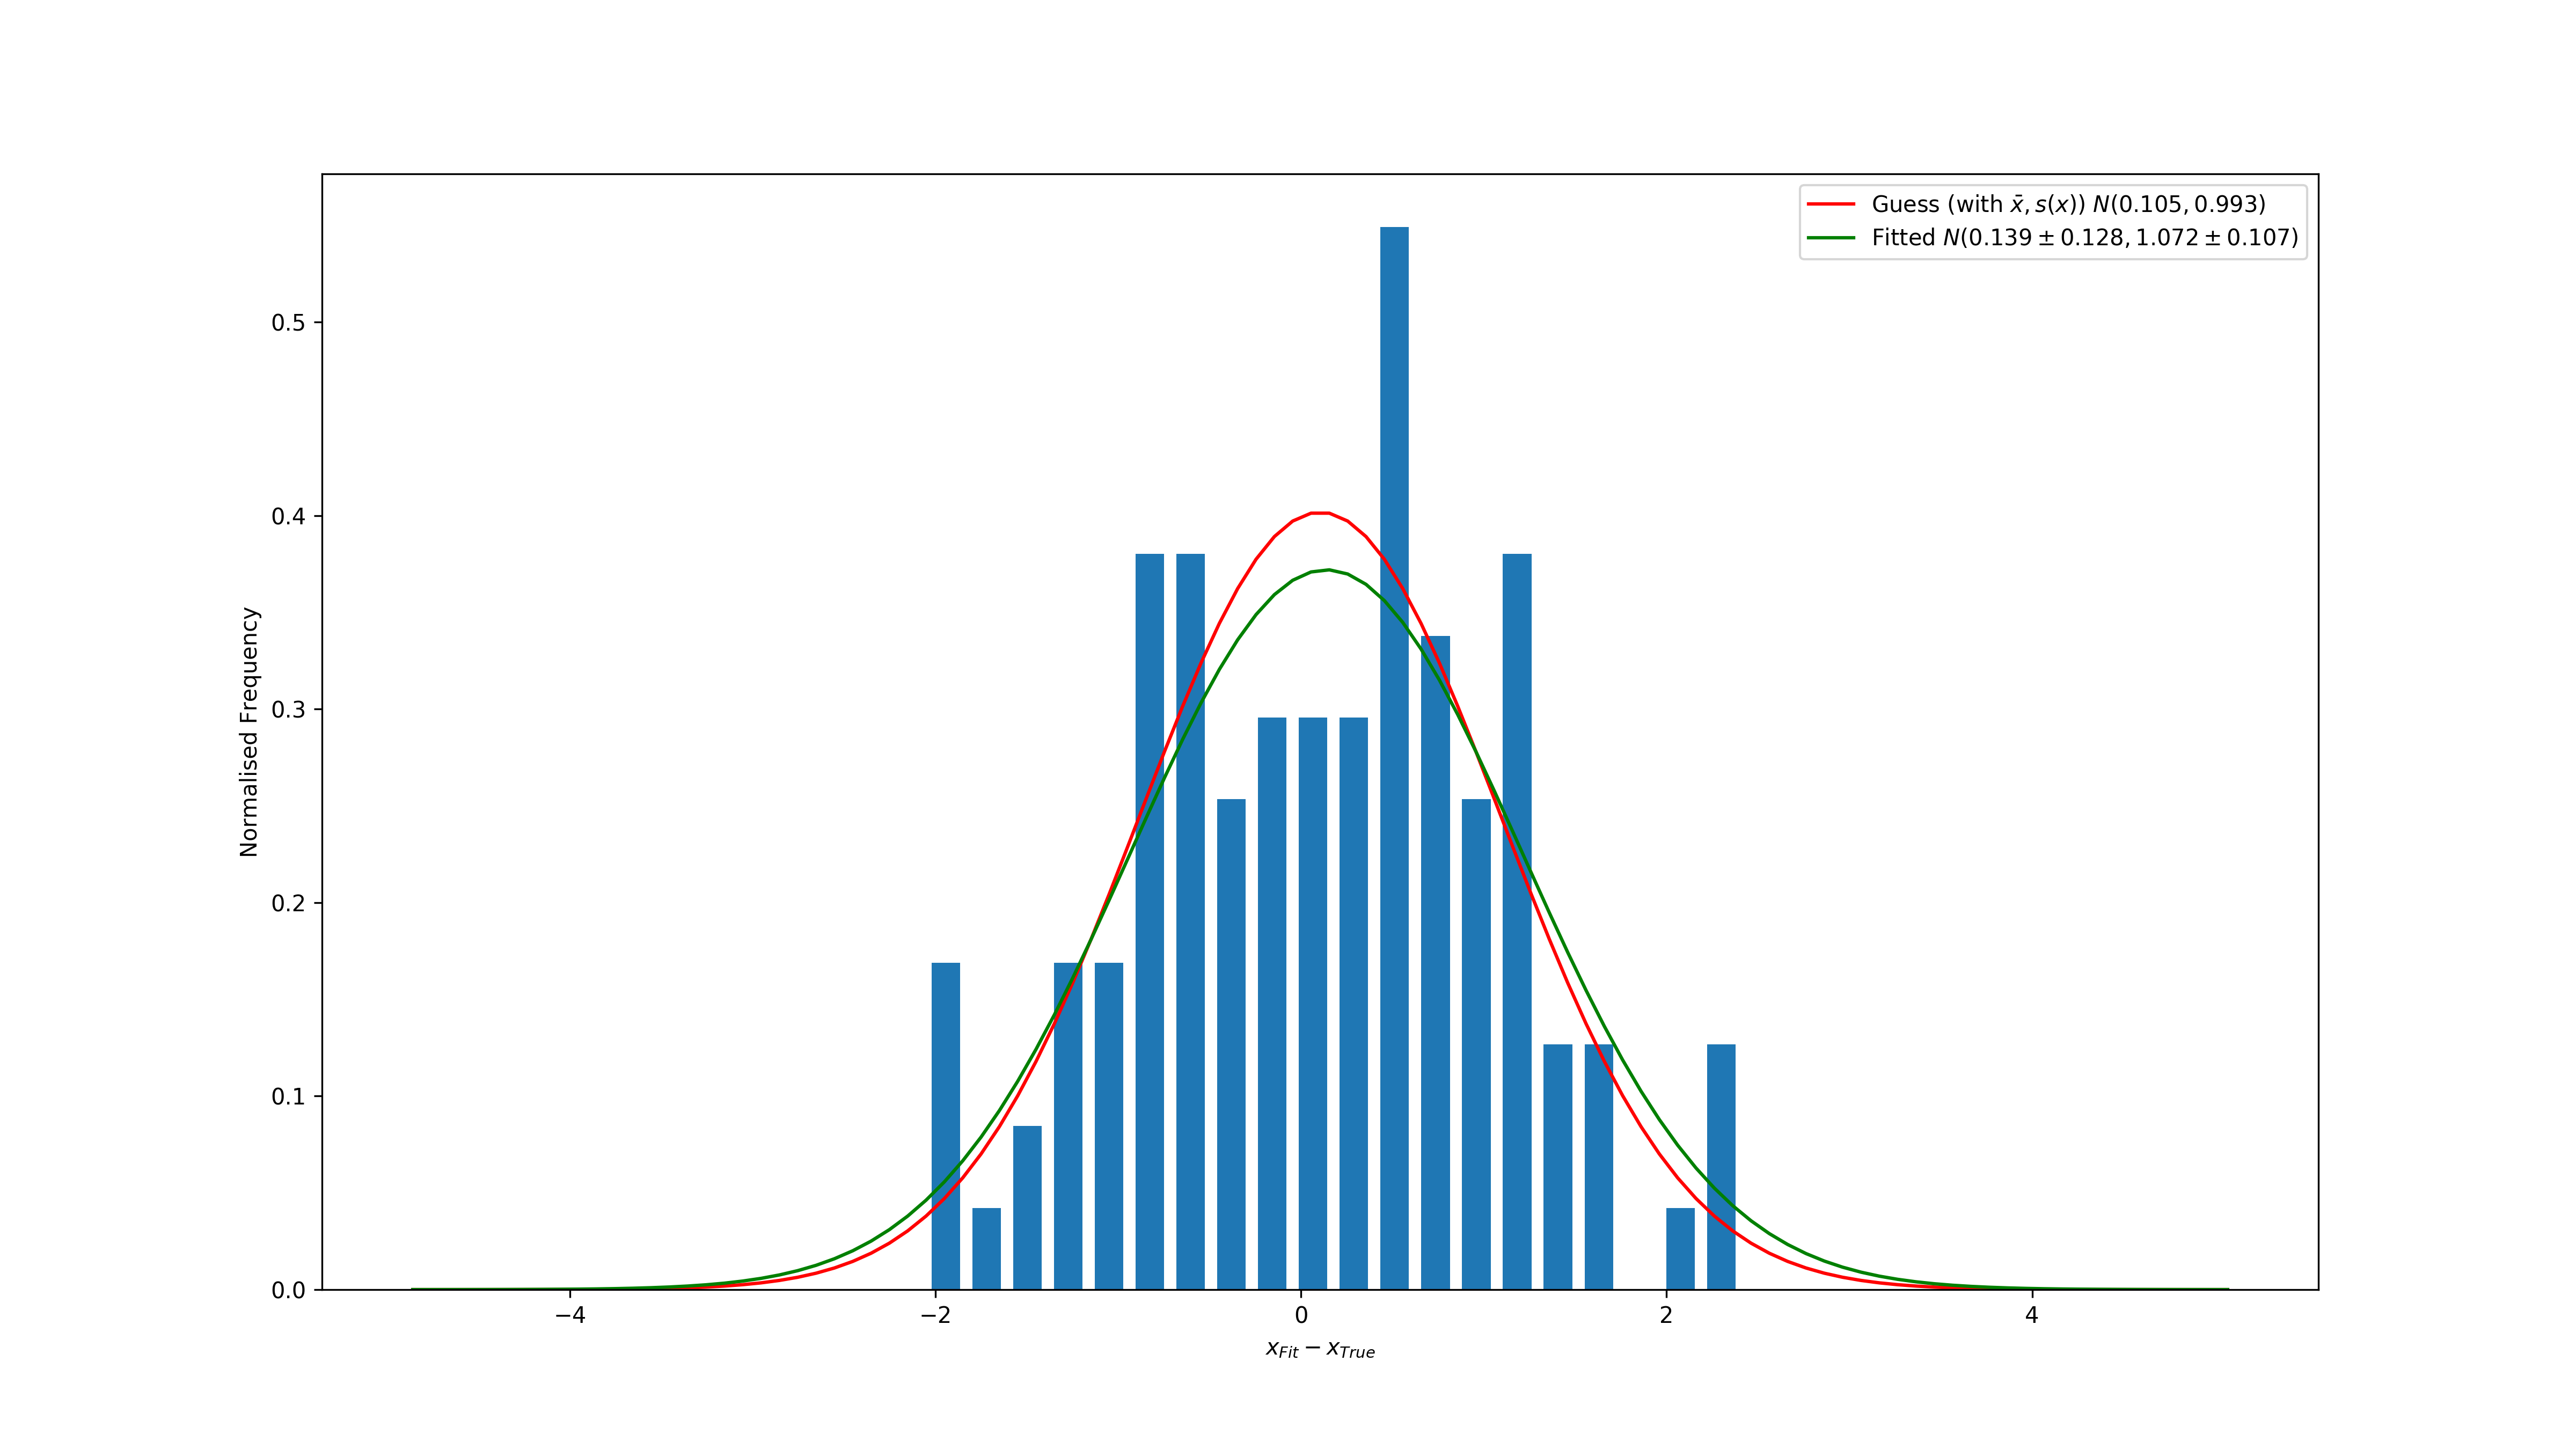 Guess (with x̄, s(x)) N(0.105, 0.993)
Fitted N(0.139 ± 0.128, 1.072 ± 0.107)
0.5
0.4
0.3
0.2
0.1
0.0
Normalised Frequency
−4
−2
0
2
4
x_Fit − x_True